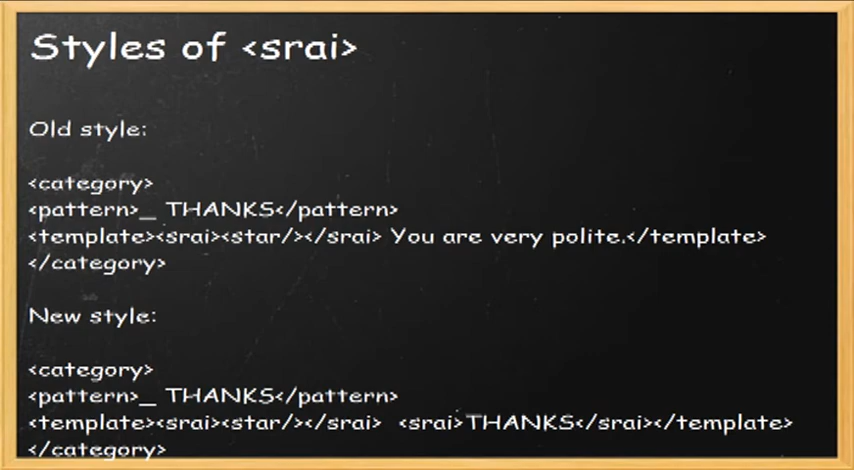 Styles of <srai>
Old style:
<category>
<pattern>_ THANKS</pattern>
<template><srai><star/></srai> You are very polite.</template>
</category>
New style:
<category>
<pattern>_ THANKS</pattern>
<template><srai><star/></srai>  <srai>THANKS</srai></template>
</category>